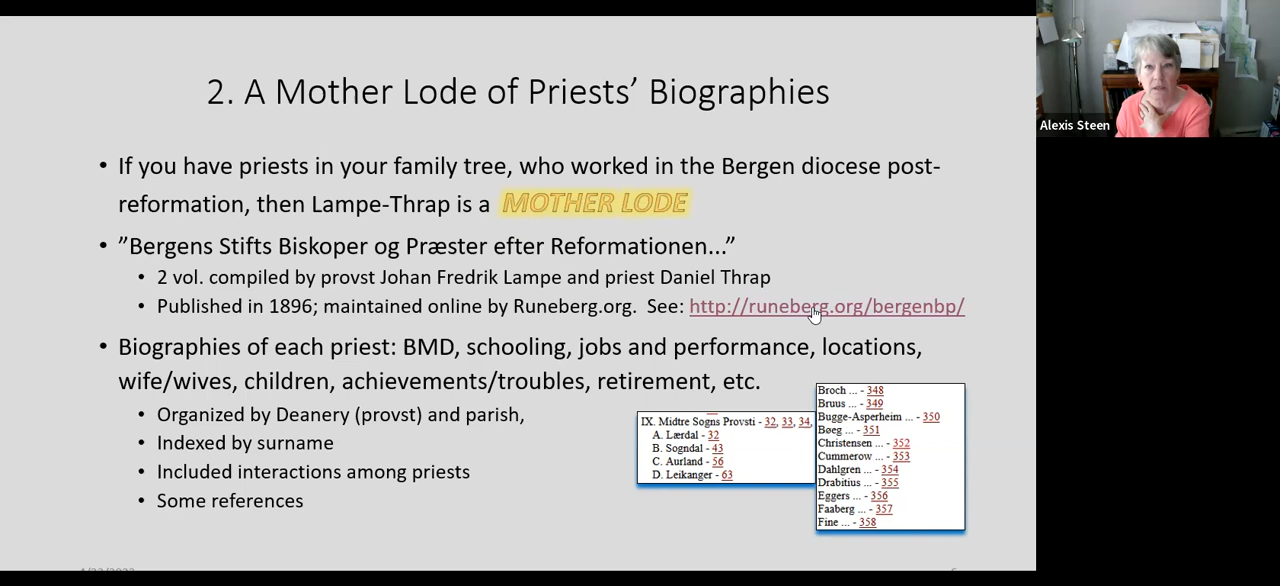 2. A Mother Lode of Priests’ Biographies
• If you have priests in your family tree, who worked in the Bergen diocese post-
reformation, then Lampe-Thrap is a MOTHER LODE
• ”Bergens Stifts Biskoper og Præster efter Reformationen...”
• 2 vol. compiled by provst Johan Fredrik Lampe and priest Daniel Thrap
• Published in 1896; maintained online by Runeberg.org. See: http://runeberg.org/bergenbp/
• Biographies of each priest: BMD, schooling, jobs and performance, locations,
wife/wives, children, achievements/troubles, retirement, etc.
• Organized by Deanery (provst) and parish,
• Indexed by surname
• Included interactions among priests
• Some references
IX. Midtre Sogns Provsti - 32, 33, 34,
A. Lærdal - 32
B. Sogndal - 43
C. Aurland - 56
D. Leikanger - 63
Broch ... - 348
Bruus ... - 349
Bugge-Asperheim ... - 350
Bøeg ... - 351
Christensen ... - 352
Cummerow ... - 353
Dahlgren ... - 354
Drabitius ... - 355
Eggers ... - 356
Faaberg ... - 357
Fine ... - 358
Alexis Steen